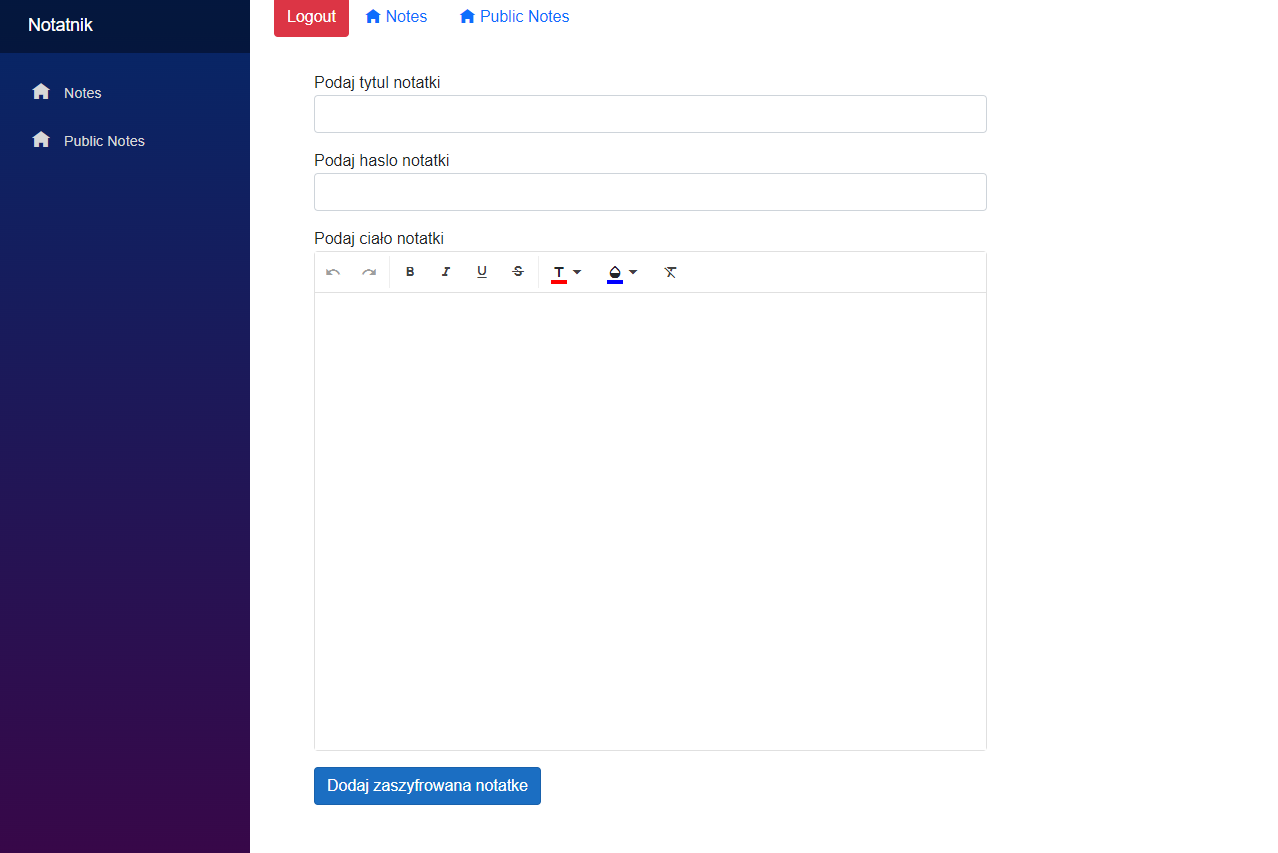 Notatnik
Notes
Public Notes
Logout
Notes
Public Notes
Podaj tytul notatki
Podaj haslo notatki
Podaj ciało notatki
B I U S T T
Dodaj zaszyfrowana notatke